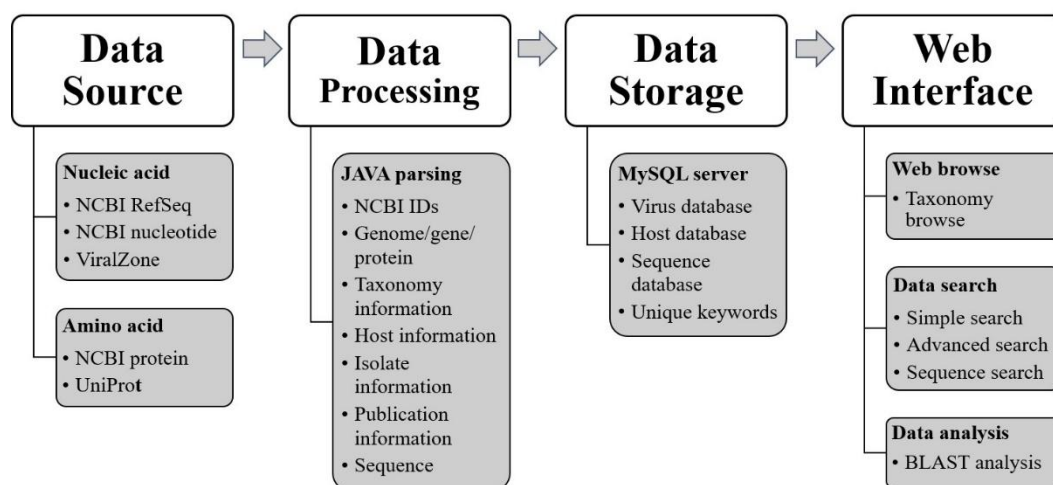 Data
Source
Nucleic acid
• NCBI RefSeq
• NCBI nucleotide
• ViralZone
Amino acid
• NCBI protein
• UniProt
Data
Processing
JAVA parsing
• NCBI IDs
• Genome/gene/
protein
• Taxonomy
information
• Host information
• Isolate
information
• Publication
information
• Sequence
Data
Storage
MySQL server
• Virus database
• Host database
• Sequence
database
• Unique keywords
Web
Interface
Web browse
• Taxonomy
browse
Data search
• Simple search
• Advanced search
• Sequence search
Data analysis
• BLAST analysis